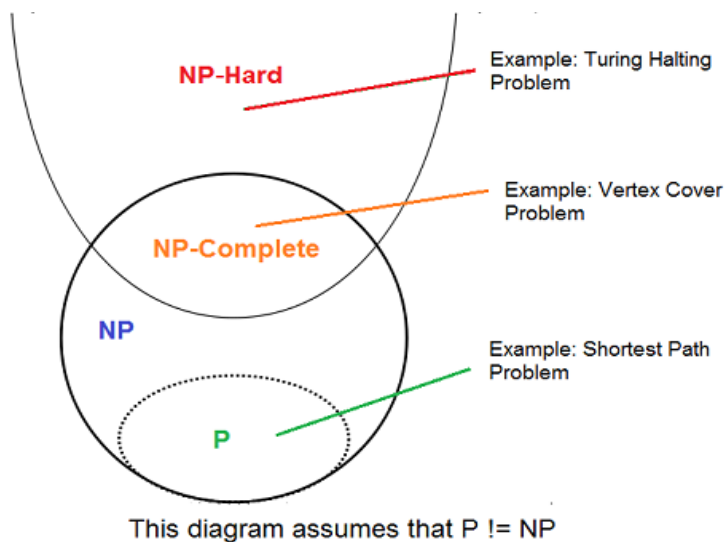 NP-Hard
Example: Turing Halting
Problem
Example: Vertex Cover
Problem
NP-Complete
NP
Example: Shortest Path
Problem
P
This diagram assumes that P != NP